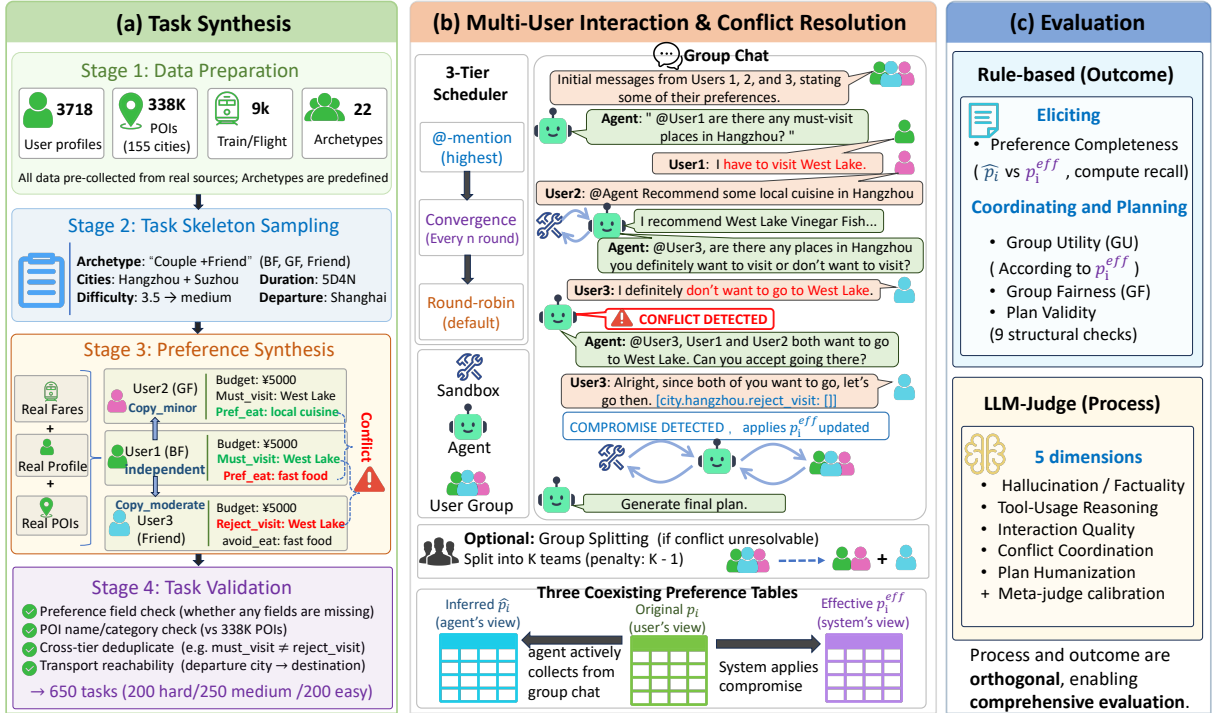 (a) Task Synthesis
Stage 1: Data Preparation
3718
User profiles
338K
POIs
(155 cities)
9k
Train/Flight
22
Archetypes
All data pre-collected from real sources; Archetypes are predefined
Stage 2: Task Skeleton Sampling
Archetype: "Couple +Friend" (BF, GF, Friend)
Cities: Hangzhou + Suzhou Duration: 5D4N
Difficulty: 3.5 → medium Departure: Shanghai
Stage 3: Preference Synthesis
Real Fares
+
Real Profile
+
Real POIs
User2 (GF)
Copy_minor
Budget: ¥5000
Must_visit: West Lake
Pref_eat: local cuisine
User1 (BF)
independent
Budget: ¥5000
Must_visit: West Lake
Pref_eat: fast food
Copy_moderate
User3
(Friend)
Budget: ¥5000
Reject_visit: West Lake
avoid_eat: fast food
Conflict
Stage 4: Task Validation
Preference field check (whether any fields are missing)
POI name/category check (vs 338K POIs)
Cross-tier deduplicate (e.g. must_visit ≠ reject_visit)
Transport reachability (departure city → destination)
→ 650 tasks (200 hard/250 medium /200 easy)
(b) Multi-User Interaction & Conflict Resolution
3-Tier
Scheduler
@-mention
(highest)
Convergence
(Every n round)
Round-robin
(default)
Sandbox
Agent
User Group
Group Chat
Initial messages from Users 1, 2, and 3, stating
some of their preferences.
Agent: " @User1 are there any must-visit
places in Hangzhou? "
User1: I have to visit West Lake.
User2: @Agent Recommend some local cuisine in Hangzhou
I recommend West Lake Vinegar Fish...
Agent: @User3, are there any places in Hangzhou
you definitely want to visit or don't want to visit?
User3: I definitely don't want to go to West Lake.
CONFLICT DETECTED
Agent: @User3, User1 and User2 both want to go
to West Lake. Can you accept going there?
User3: Alright, since both of you want to go, let's
go then. [city.hangzhou.reject_visit: []]
COMPROMISE DETECTED , applies p_i^{eff} updated
Generate final plan.
Optional: Group Splitting (if conflict unresolvable)
Split into K teams (penalty: K - 1)
+
Three Coexisting Preference Tables
Inferred \widehat{p_i}
(agent's view)
Original p_i
(user's view)
Effective p_i^{eff}
(system's view)
agent actively
collects from
group chat
System applies
compromise
(c) Evaluation
Rule-based (Outcome)
Eliciting
• Preference Completeness
( \widehat{p_i} vs p_i^{eff} , compute recall)
Coordinating and Planning
• Group Utility (GU)
( According to p_i^{eff} )
• Group Fairness (GF)
• Plan Validity
(9 structural checks)
LLM-Judge (Process)
5 dimensions
• Hallucination / Factuality
• Tool-Usage Reasoning
• Interaction Quality
• Conflict Coordination
• Plan Humanization
+ Meta-judge calibration
Process and outcome are
orthogonal, enabling
comprehensive evaluation.